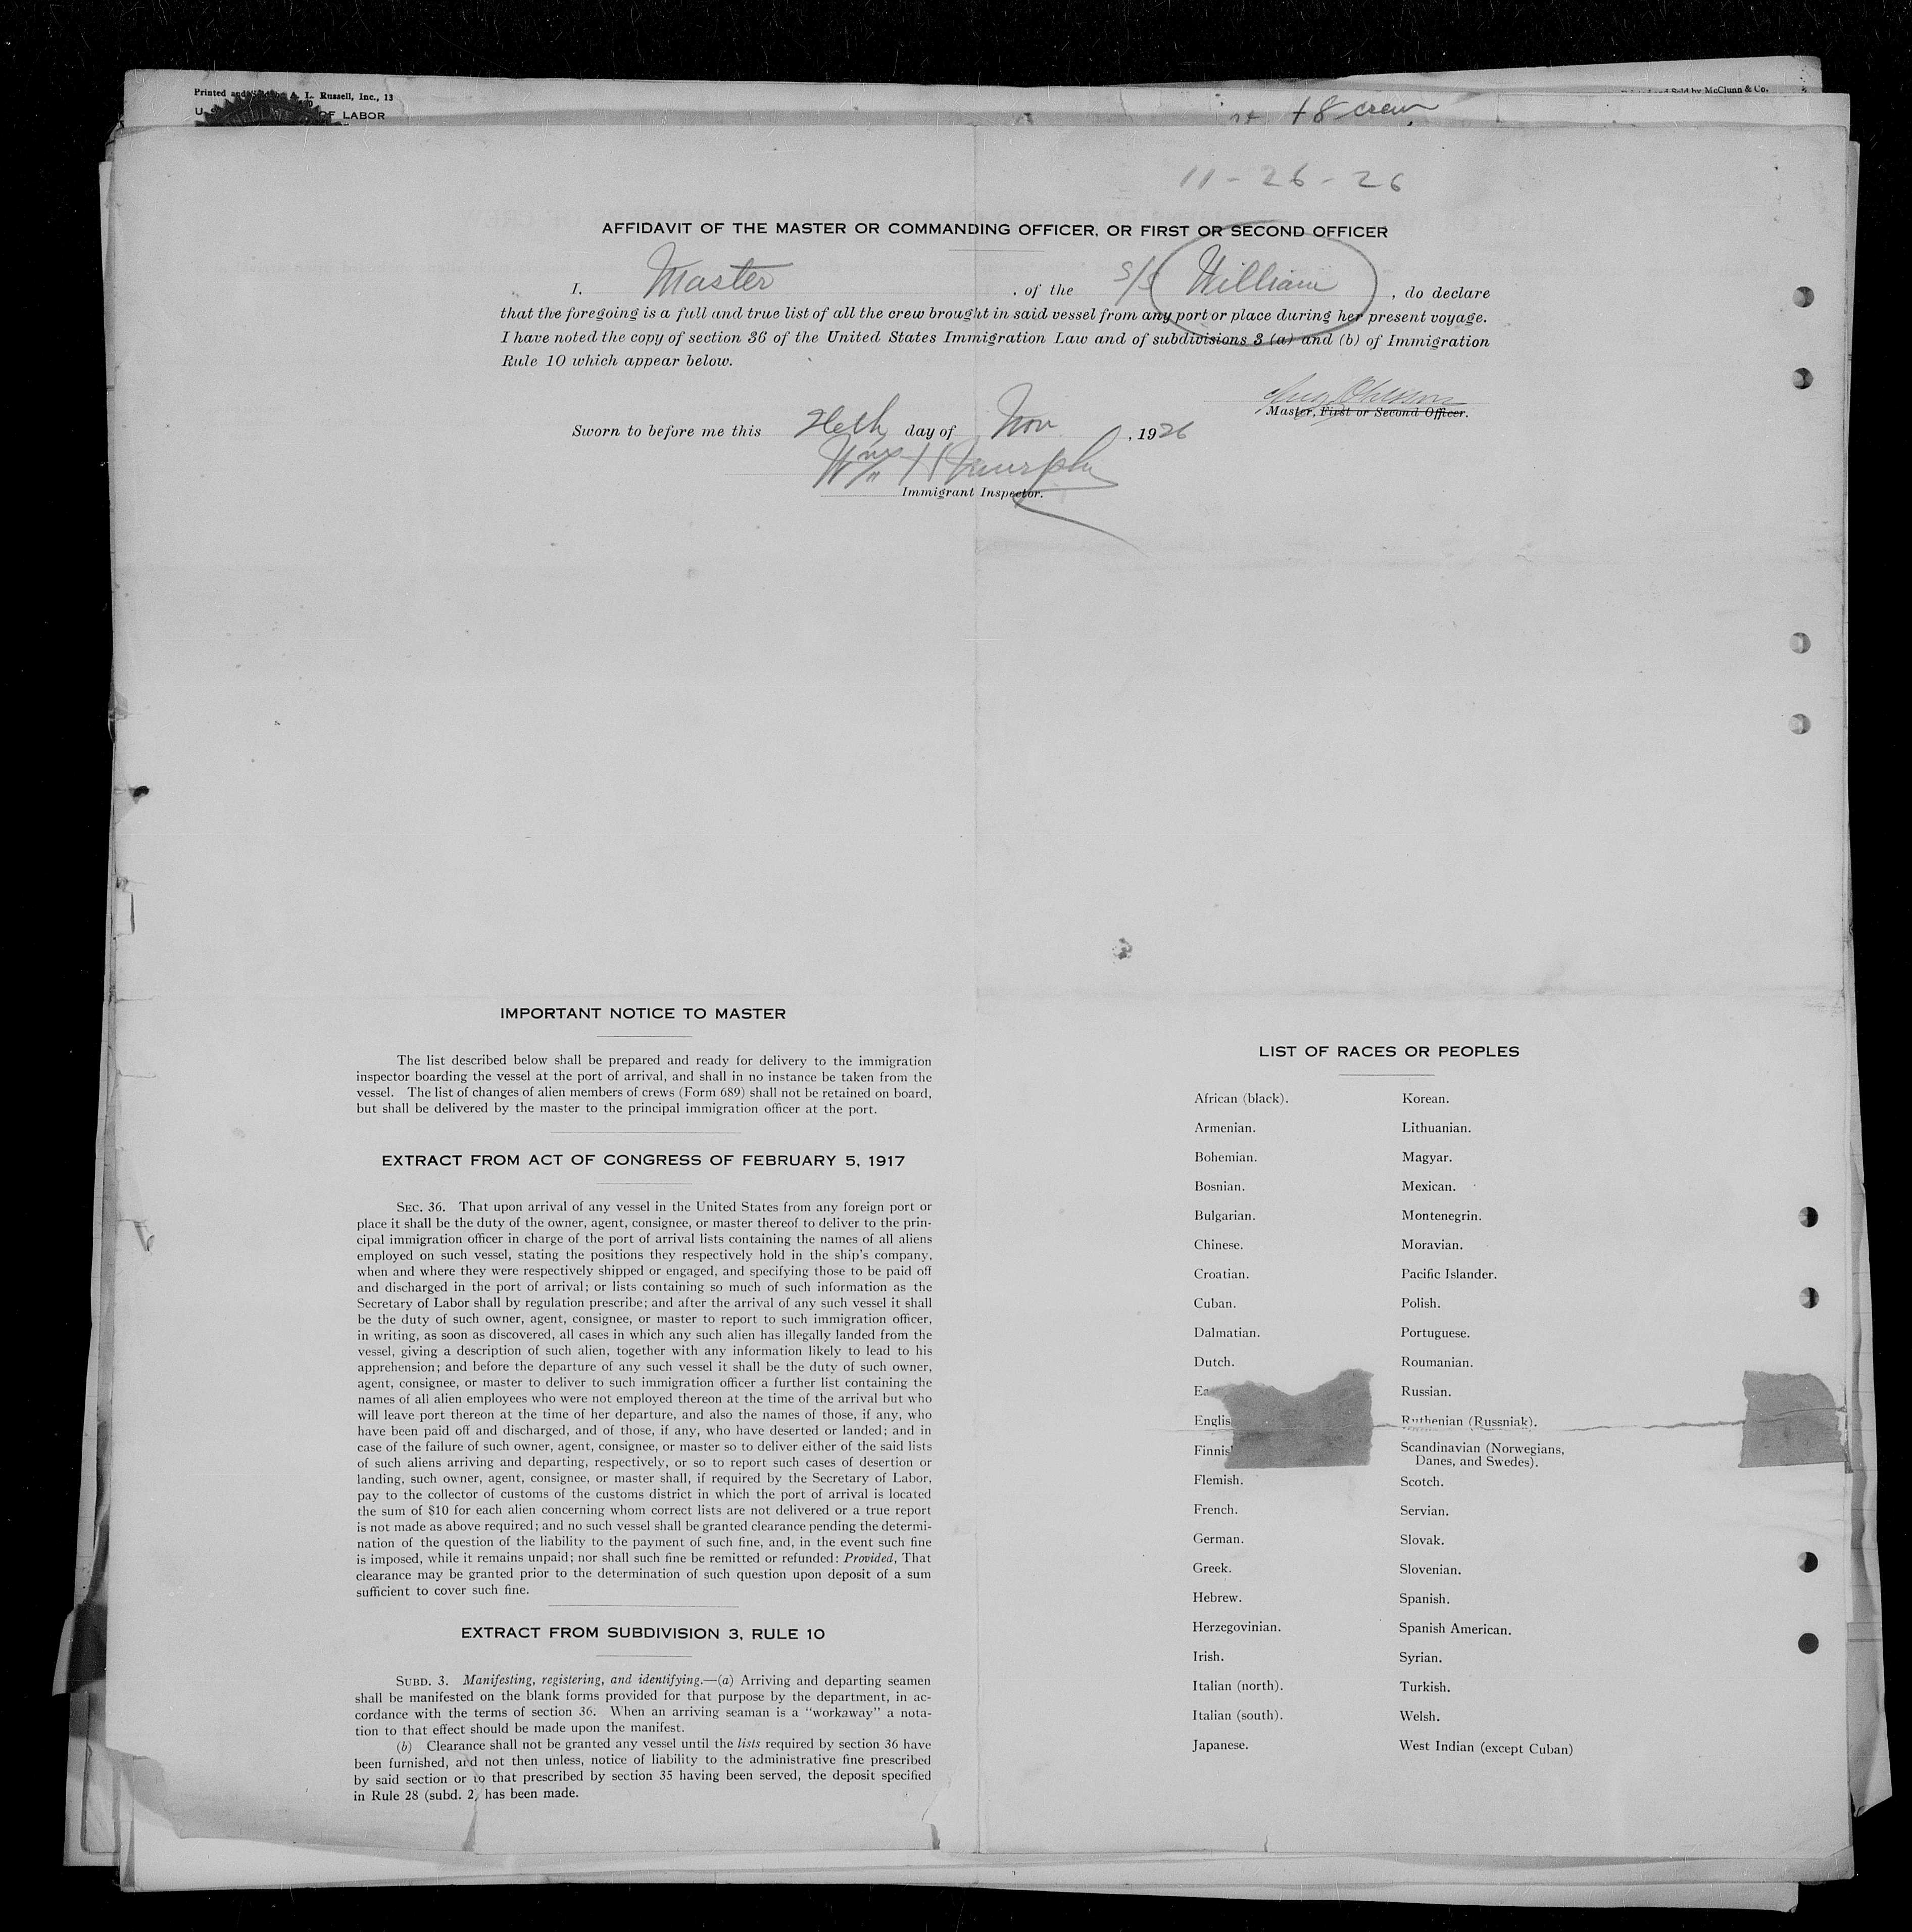 Printed and Sold by A. L. Russell, Inc., 13
OF LABOR
Printed and Sold by McClunn & Co.
+8 crew
11-26-26
AFFIDAVIT OF THE MASTER OR COMMANDING OFFICER, OR FIRST OR SECOND OFFICER
I, Master, of the S/S William, do declare
that the foregoing is a full and true list of all the crew brought in said vessel from any port or place during her present voyage.
I have noted the copy of section 36 of the United States Immigration Law and of subdivisions 3 (a) and (b) of Immigration
Rule 10 which appear below.
Master, First or Second Officer.
Sworn to before me this 26th day of Nov, 1926
Wm H Murphy
Immigrant Inspector.
IMPORTANT NOTICE TO MASTER
The list described below shall be prepared and ready for delivery to the immigration
inspector boarding the vessel at the port of arrival, and shall in no instance be taken from the
vessel. The list of changes of alien members of crews (Form 689) shall not be retained on board,
but shall be delivered by the master to the principal immigration officer at the port.
EXTRACT FROM ACT OF CONGRESS OF FEBRUARY 5, 1917
SEC. 36. That upon arrival of any vessel in the United States from any foreign port or
place it shall be the duty of the owner, agent, consignee, or master thereof to deliver to the prin-
cipal immigration officer in charge of the port of arrival lists containing the names of all aliens
employed on such vessel, stating the positions they respectively hold in the ship's company,
when and where they were respectively shipped or engaged, and specifying those to be paid off
and discharged in the port of arrival; or lists containing so much of such information as the
Secretary of Labor shall by regulation prescribe; and after the arrival of any such vessel it shall
be the duty of such owner, agent, consignee, or master to report to such immigration officer,
in writing, as soon as discovered, all cases in which any such alien has illegally landed from the
vessel, giving a description of such alien, together with any information likely to lead to his
apprehension; and before the departure of any such vessel it shall be the duty of such owner,
agent, consignee, or master to deliver to such immigration officer a further list containing the
names of all alien employees who were not employed thereon at the time of the arrival but who
will leave port thereon at the time of her departure, and also the names of those, if any, who
have been paid off and discharged, and of those, if any, who have deserted or landed; and in
case of the failure of such owner, agent, consignee, or master so to deliver either of the said lists
of such aliens arriving and departing, respectively, or so to report such cases of desertion or
landing, such owner, agent, consignee, or master shall, if required by the Secretary of Labor,
pay to the collector of customs of the customs district in which the port of arrival is located
the sum of $10 for each alien concerning whom correct lists are not delivered or a true report
is not made as above required; and no such vessel shall be granted clearance pending the determi-
nation of the question of the liability to the payment of such fine, and, in the event such fine
is imposed, while it remains unpaid; nor shall such fine be remitted or refunded: Provided, That
clearance may be granted prior to the determination of such question upon deposit of a sum
sufficient to cover such fine.
EXTRACT FROM SUBDIVISION 3, RULE 10
SUBD. 3. Manifesting, registering, and identifying.—(a) Arriving and departing seamen
shall be manifested on the blank forms provided for that purpose by the department, in ac-
cordance with the terms of section 36. When an arriving seaman is a "workaway" a nota-
tion to that effect should be made upon the manifest.
(b) Clearance shall not be granted any vessel until the lists required by section 36 have
been furnished, and not then unless, notice of liability to the administrative fine prescribed
by said section or to that prescribed by section 35 having been served, the deposit specified
in Rule 28 (subd. 2) has been made.
LIST OF RACES OR PEOPLES
African (black).
Armenian.
Bohemian.
Bosnian.
Bulgarian.
Chinese.
Croatian.
Cuban.
Dalmatian.
Dutch.
Englis
Finnis
Flemish.
French.
German.
Greek.
Hebrew.
Herzegovinian.
Irish.
Italian (north).
Italian (south).
Japanese.
Korean.
Lithuanian.
Magyar.
Mexican.
Montenegrin.
Moravian.
Pacific Islander.
Polish.
Portuguese.
Roumanian.
Russian.
Ruthenian (Russniak).
Scandinavian (Norwegians,
Danes, and Swedes).
Scotch.
Servian.
Slovak.
Slovenian.
Spanish.
Spanish American.
Syrian.
Turkish.
Welsh.
West Indian (except Cuban)